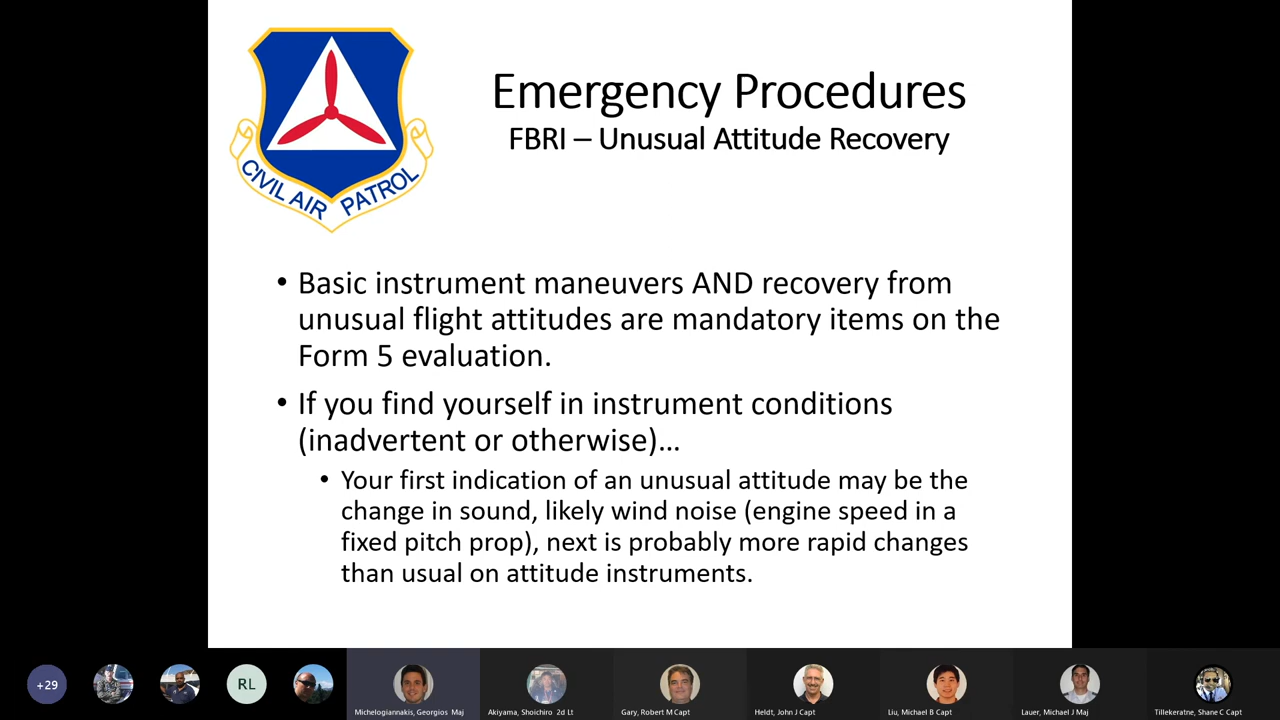 CIVIL AIR PATROL
Emergency Procedures
FBRI – Unusual Attitude Recovery
• Basic instrument maneuvers AND recovery from
unusual flight attitudes are mandatory items on the
Form 5 evaluation.
• If you find yourself in instrument conditions
(inadvertent or otherwise)…
• Your first indication of an unusual attitude may be the
change in sound, likely wind noise (engine speed in a
fixed pitch prop), next is probably more rapid changes
than usual on attitude instruments.
+29
RL
Michelogiannakis, Georgios Maj
Akiyama, Shoichiro 2d Lt
Gary, Robert M Capt
Heldt, John J Capt
Liu, Michael B Capt
Lauer, Michael J Maj
Tillekeratne, Shane C Capt